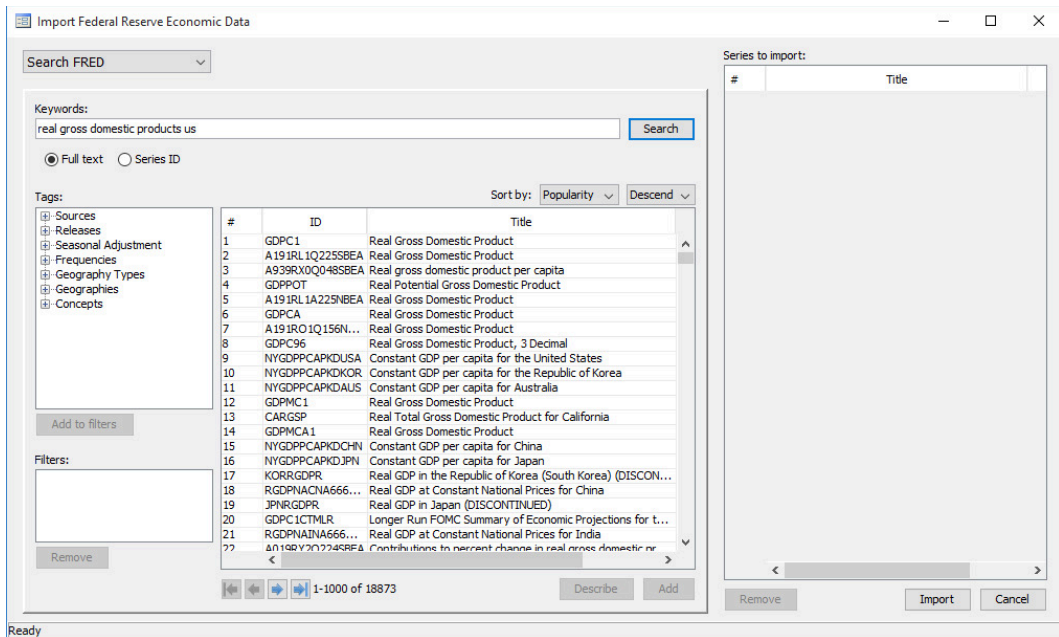 Import Federal Reserve Economic Data
Search FRED
Series to import:
# Title
Keywords:
real gross domestic products us
Search
Full text Series ID
Sort by: Popularity Descend
Tags:
Sources
Releases
Seasonal Adjustment
Frequencies
Geography Types
Geographies
Concepts
Add to filters
Filters:
Remove
# ID Title
1 GDPC1 Real Gross Domestic Product
2 A191RL1Q225SBEA Real Gross Domestic Product
3 A939RX0Q048SBEA Real gross domestic product per capita
4 GDPPOT Real Potential Gross Domestic Product
5 A191RL1A225NBEA Real Gross Domestic Product
6 GDPCA Real Gross Domestic Product
7 A191RO1Q156N... Real Gross Domestic Product
8 GDPC96 Real Gross Domestic Product, 3 Decimal
9 NYGDPPCAPKDUSA Constant GDP per capita for the United States
10 NYGDPPCAPKDKOR Constant GDP per capita for the Republic of Korea
11 NYGDPPCAPKDAUS Constant GDP per capita for Australia
12 GDPMC1 Real Gross Domestic Product
13 CARGSP Real Total Gross Domestic Product for California
14 GDPMCA1 Real Gross Domestic Product
15 NYGDPPCAPKDCHN Constant GDP per capita for China
16 NYGDPPCAPKDJPN Constant GDP per capita for Japan
17 KORRGDPR Real GDP in the Republic of Korea (South Korea) (DISCON...
18 RGDPNACNA666... Real GDP at Constant National Prices for China
19 JPNRGDPR Real GDP in Japan (DISCONTINUED)
20 GDPC1CTMLR Longer Run FOMC Summary of Economic Projections for t...
21 RGDPNAINA666... Real GDP at Constant National Prices for India
22 A019RY2Q224SBEA Contributions to percent change in real gross domestic pr
1-1000 of 18873
Describe Add
Remove Import Cancel
Ready